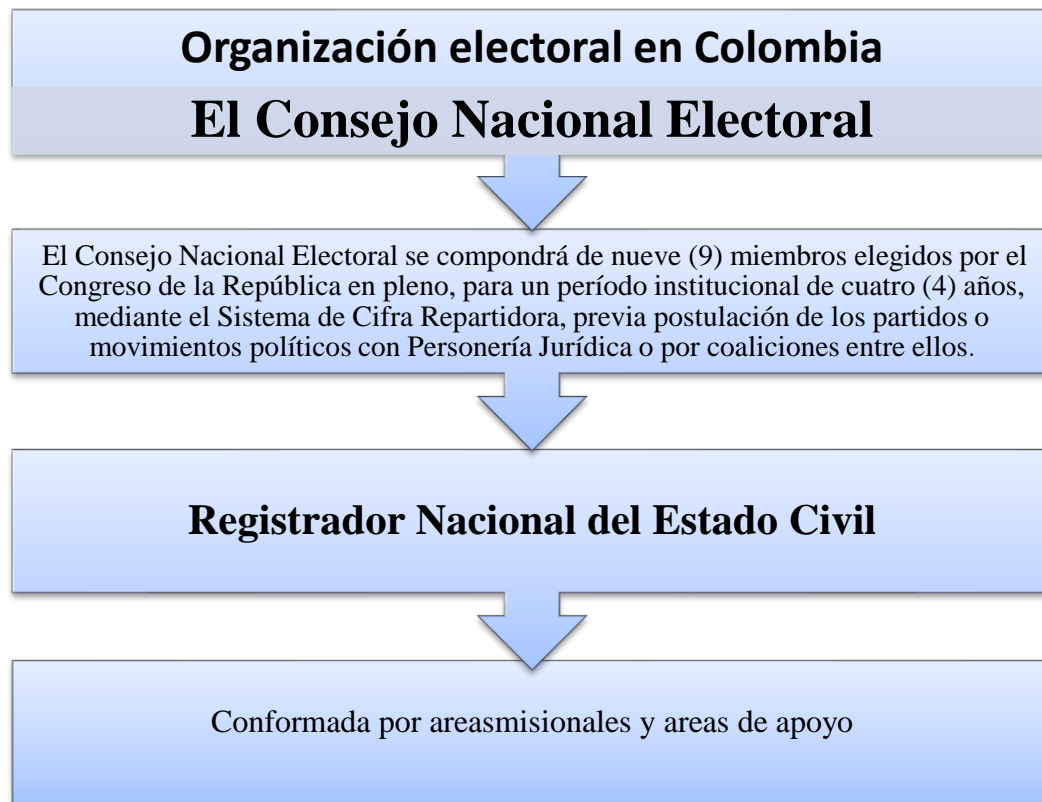 Organización electoral en Colombia
El Consejo Nacional Electoral
El Consejo Nacional Electoral se compondrá de nueve (9) miembros elegidos por el
Congreso de la República en pleno, para un período institucional de cuatro (4) años,
mediante el Sistema de Cifra Repartidora, previa postulación de los partidos o
movimientos políticos con Personería Jurídica o por coaliciones entre ellos.
Registrador Nacional del Estado Civil
Conformada por areasmisionales y areas de apoyo